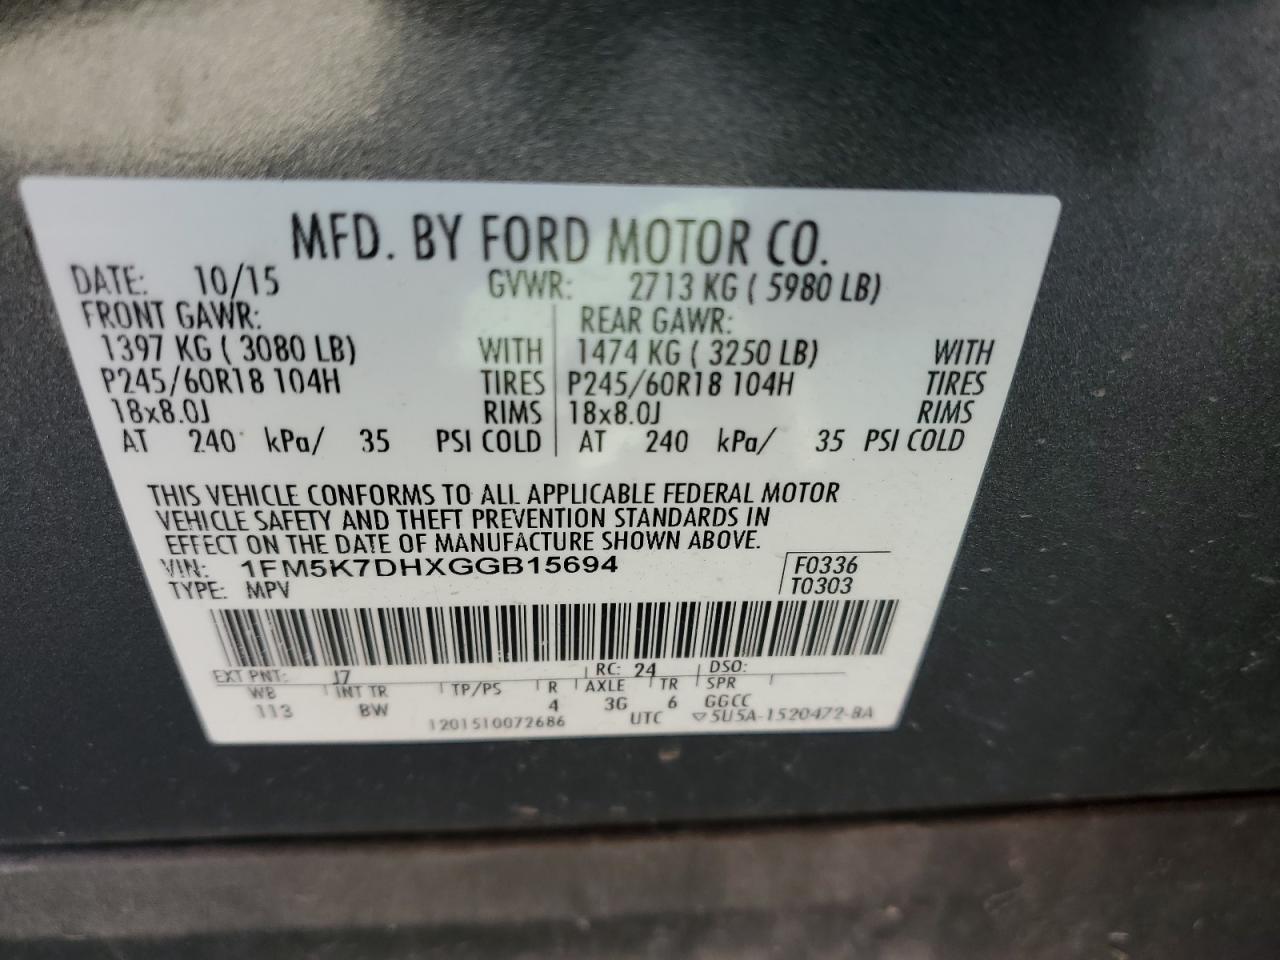 MFD. BY FORD MOTOR CO.
DATE: 10/15 GVWR: 2713 KG ( 5980 LB)
FRONT GAWR: REAR GAWR:
1397 KG ( 3080 LB) WITH 1474 KG ( 3250 LB) WITH
P245/60R18 104H TIRES P245/60R18 104H TIRES
18x8.0J RIMS 18x8.0J RIMS
AT 240 kPa/ 35 PSI COLD AT 240 kPa/ 35 PSI COLD
THIS VEHICLE CONFORMS TO ALL APPLICABLE FEDERAL MOTOR
VEHICLE SAFETY AND THEFT PREVENTION STANDARDS IN
EFFECT ON THE DATE OF MANUFACTURE SHOWN ABOVE.
VIN: 1FM5K7DHXGGB15694 F0336
TYPE: MPV T0303
EXT PNT: J7 RC: 24 DSO:
WB INT TR TP/PS R AXLE TR SPR
113 BW 4 3G 6 GGCC
1201510072686 UTC ▽5U5A-1520472-BA